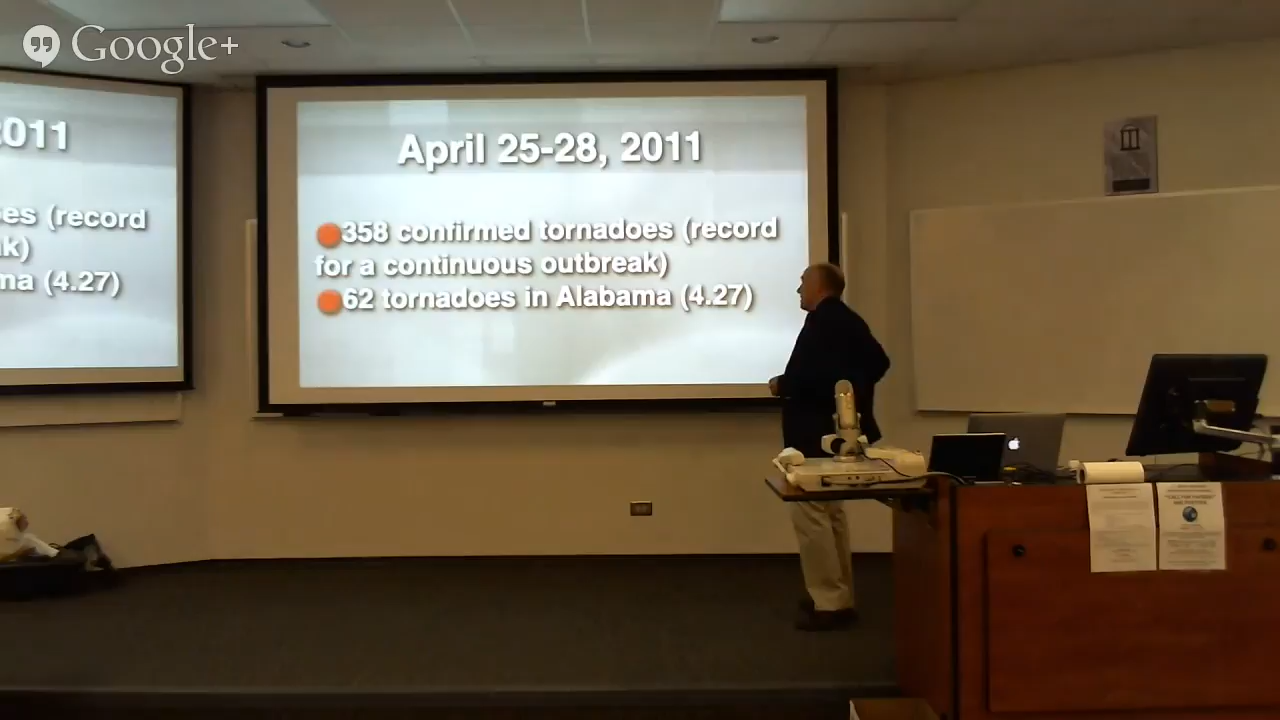 Google+
2011
es (record
k)
ma (4.27)
April 25-28, 2011
358 confirmed tornadoes (record
for a continuous outbreak)
62 tornadoes in Alabama (4.27)